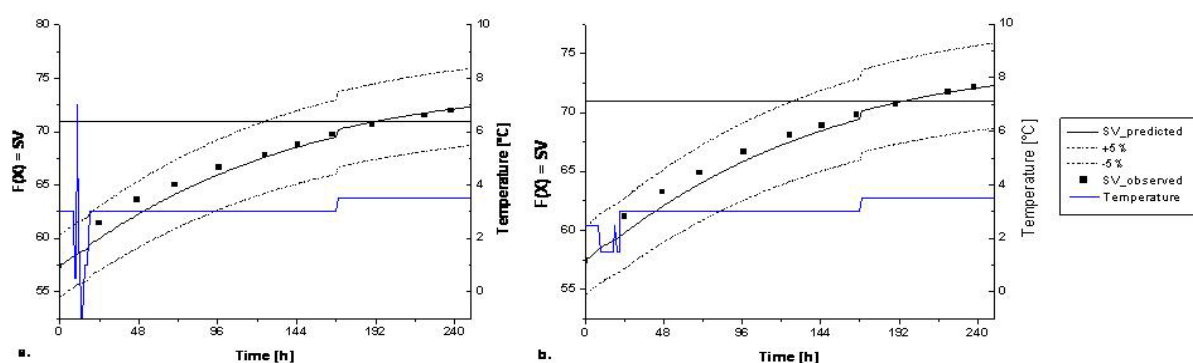 80
75
70
65
60
55
F(X) = SV
10
8
6
4
2
0
Temperature [°C]
0 48 96 144 192 240
Time [h]
a.
75
70
65
60
55
F(X) = SV
10
8
6
4
2
0
Temperature [°C]
0 48 96 144 192 240
Time [h]
b.
SV_predicted
+5%
-5%
SV_observed
Temperature